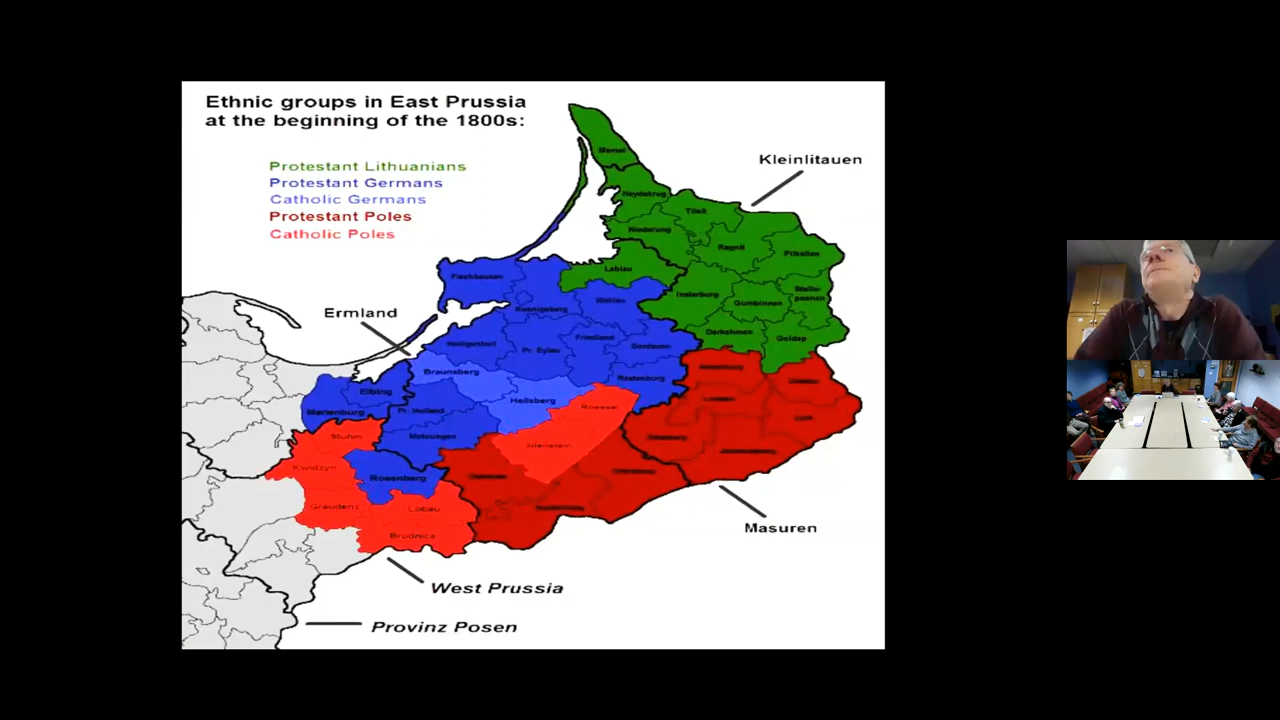 Ethnic groups in East Prussia
at the beginning of the 1800s:
Protestant Lithuanians
Protestant Germans
Catholic Germans
Protestant Poles
Catholic Poles
Kleinlitauen
Ermland
Masuren
West Prussia
Provinz Posen
Memel
Heydekrug
Tilsit
Niederung
Ragnit
Pillkallen
Labiau
Insterburg
Gumbinnen
Stallu-
poenen
Darkehmen
Goldap
Fischhausen
Koenigsberg
Wehlau
Heiligenbeil
Pr. Eylau
Friedland
Gerdauen
Rastenburg
Braunsberg
Heilsberg
Roessel
Allenstein
Elbing
Marienburg
Pr. Holland
Mohrungen
Stuhm
Kwidzyn
Rosenberg
Graudenz
Lobau
Brudnica